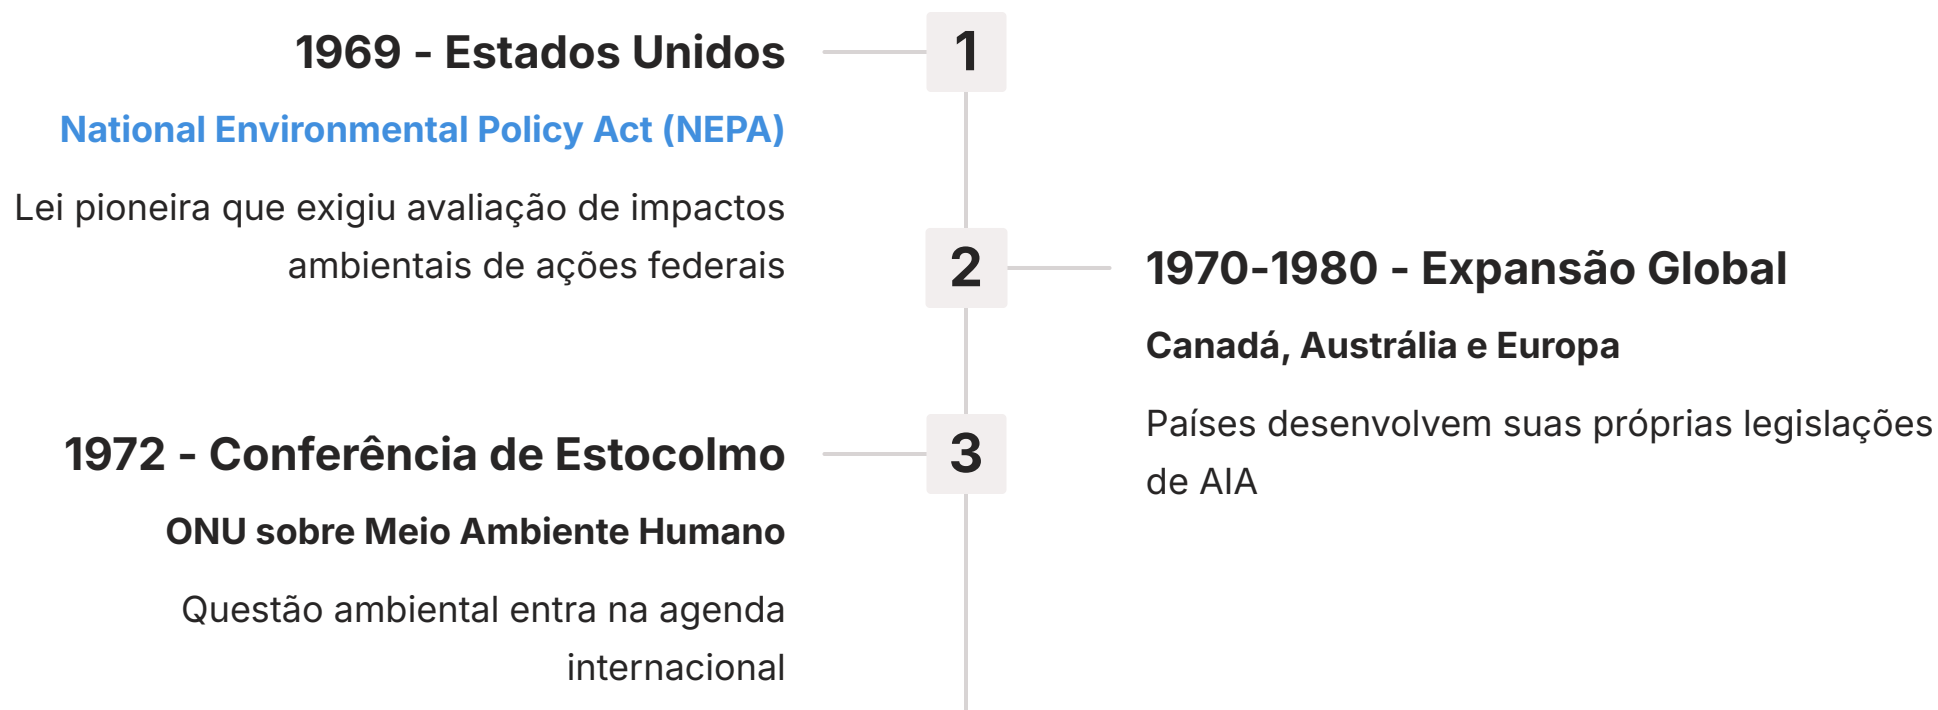 1969 - Estados Unidos
1
National Environmental Policy Act (NEPA)
Lei pioneira que exigiu avaliação de impactos
ambientais de ações federais
2
1970-1980 - Expansão Global
Canadá, Austrália e Europa
Países desenvolvem suas próprias legislações
de AIA
1972 - Conferência de Estocolmo
3
ONU sobre Meio Ambiente Humano
Questão ambiental entra na agenda
internacional